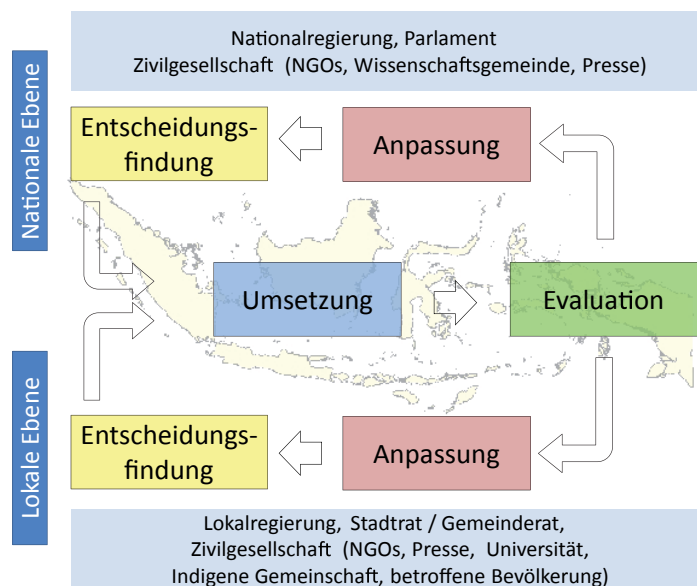 Nationale Ebene
Nationalregierung, Parlament
Zivilgesellschaft (NGOs, Wissenschaftsgemeinde, Presse)
Entscheidungs-
findung
Anpassung
Umsetzung
Evaluation
Lokale Ebene
Entscheidungs-
findung
Anpassung
Lokalregierung, Stadtrat / Gemeinderat,
Zivilgesellschaft (NGOs, Presse, Universität,
Indigene Gemeinschaft, betroffene Bevölkerung)